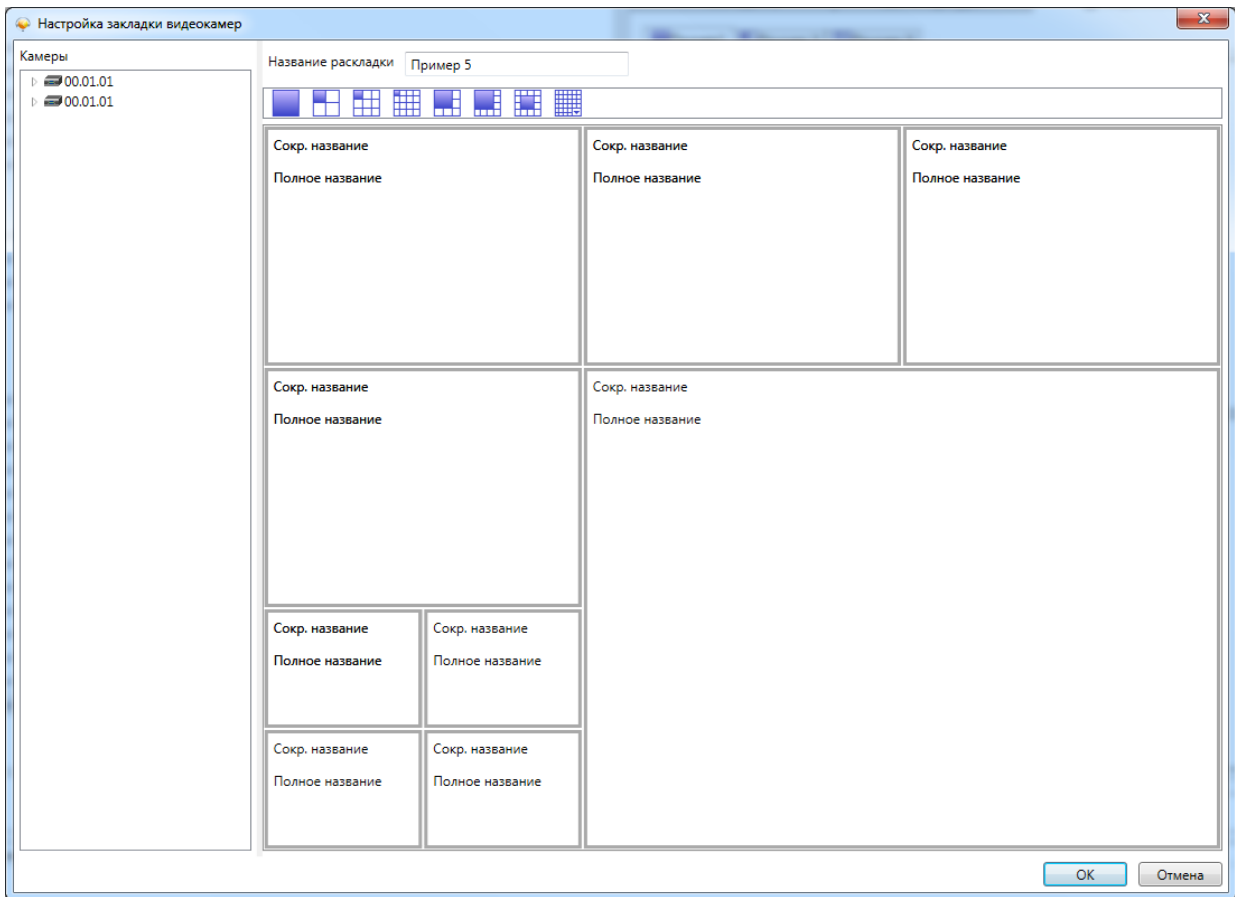 Настройка закладки видеокамер
Камеры
00.01.01
00.01.01
Название раскладки Пример 5
Сокр. название Сокр. название Сокр. название
Полное название Полное название Полное название
Сокр. название Сокр. название
Полное название Полное название
Сокр. название Сокр. название
Полное название Полное название
Сокр. название Сокр. название
Полное название Полное название
OK Отмена